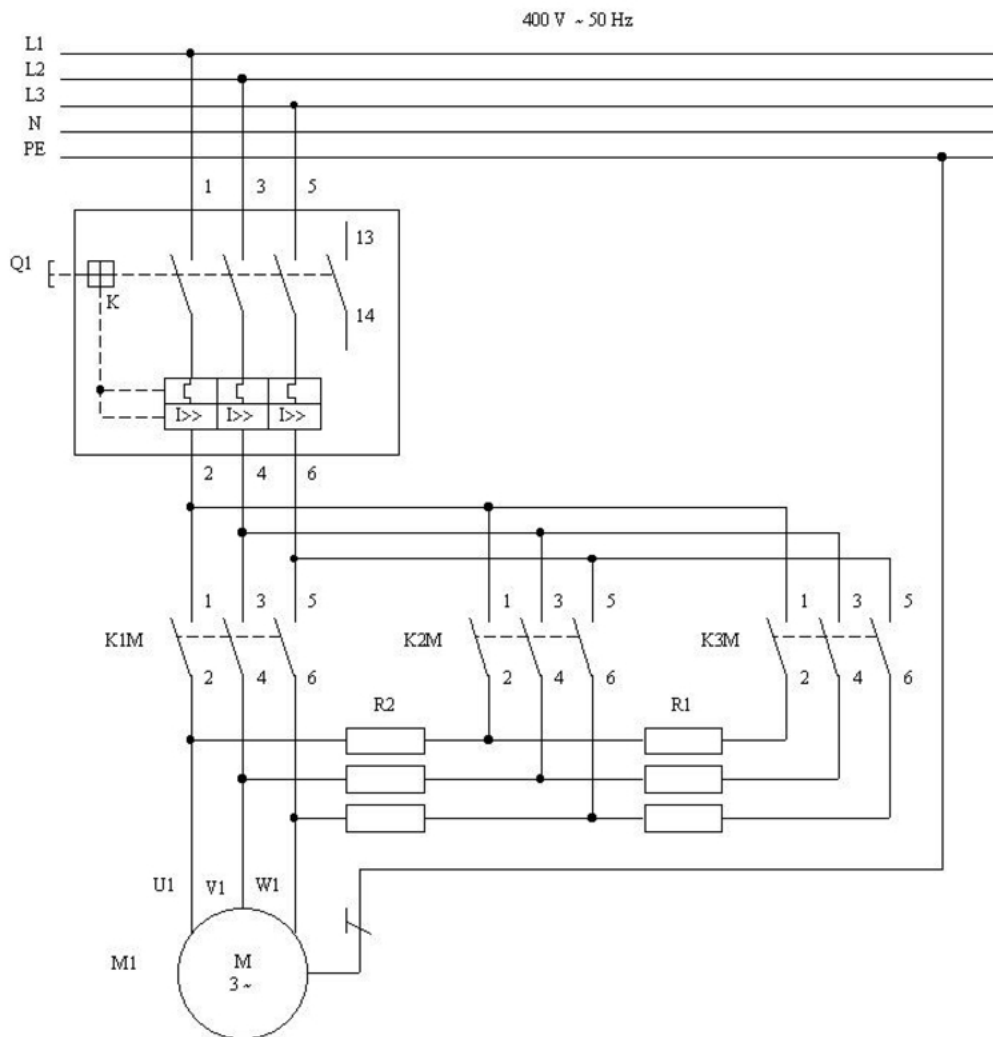 400 V ~ 50 Hz
L1
L2
L3
N
PE
1 3 5
13
Q1
K
14
I>> I>> I>>
2 4 6
1 3 5 1 3 5 1 3 5
K1M K2M K3M
2 4 6 2 4 6 2 4 6
R2 R1
U1 V1 W1
M1 M
3 ~